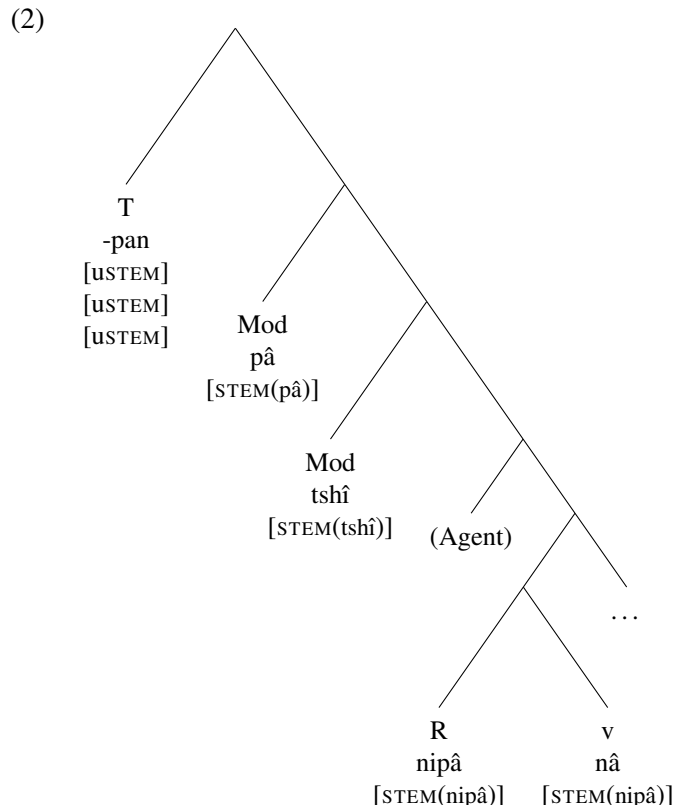 (2)
T
-pan
[uSTEM]
[uSTEM]
[uSTEM]
Mod
pâ
[STEM(pâ)]
Mod
tshî
[STEM(tshî)]
(Agent)
...
R
nipâ
[STEM(nipâ)]
v
nâ
[STEM(nipâ)]